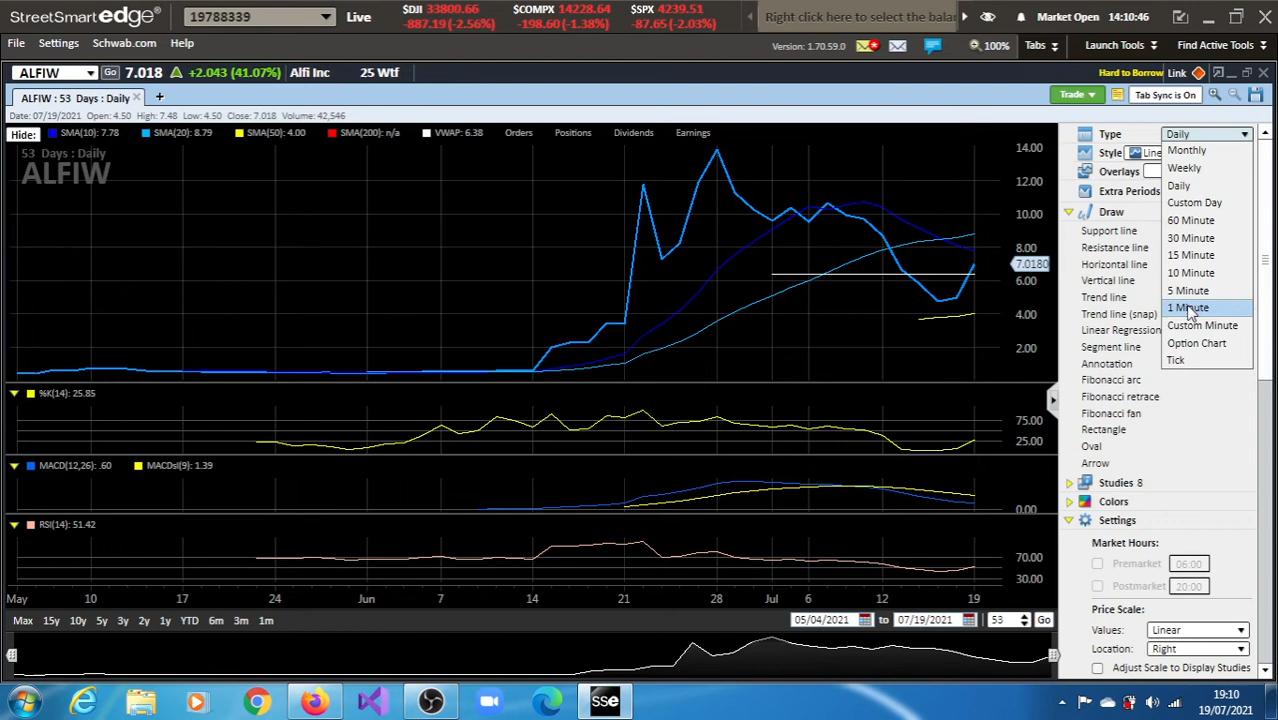 StreetSmart edge® 19788339 Live $DJI 33800.66 $COMPX 14228.64 $SPX 4239.51 Right click here to select the balan Market Open 14:10:46
-887.19 (-2.56%) -198.60 (-1.38%) -87.65 (-2.03%)
File Settings Schwab.com Help Version: 1.70.59.0 100% Tabs Launch Tools Find Active Tools
ALFIW Go 7.018 +2.043 (41.07%) Alfi Inc 25 Wtf Hard to Borrow Link
ALFIW : 53 Days : Daily + Trade Tab Sync is On
Date: 07/19/2021 Open: 4.50 High: 7.48 Low: 4.50 Close: 7.018 Volume: 42,546
Hide: SMA(10): 7.78 SMA(20): 8.79 SMA(50): 4.00 SMA(200): n/a VWAP: 6.38 Orders Positions Dividends Earnings
53 Days : Daily
ALFIW
14.00
12.00
10.00
8.00
7.0180
6.00
4.00
2.00
%K(14): 25.85
75.00
25.00
MACD(12,26): .60 MACDsl(9): 1.39
0.00
RSI(14): 51.42
70.00
30.00
May 10 17 24 Jun 7 14 21 28 Jul 6 12 19
Max 15y 10y 5y 3y 2y 1y YTD 6m 3m 1m 05/04/2021 to 07/19/2021 53 Go
Type Daily
Style Line
Overlays
Extra Periods
Draw
Support line
Resistance line
Horizontal line
Vertical line
Trend line
Trend line (snap)
Linear Regression
Segment line
Annotation
Fibonacci arc
Fibonacci retrace
Fibonacci fan
Rectangle
Oval
Arrow
Studies 8
Colors
Settings
Monthly
Weekly
Daily
Custom Day
60 Minute
30 Minute
15 Minute
10 Minute
5 Minute
1 Minute
Custom Minute
Option Chart
Tick
Market Hours:
Premarket 06:00
Postmarket 20:00
Price Scale:
Values: Linear
Location: Right
Adjust Scale to Display Studies
sse
19:10
19/07/2021